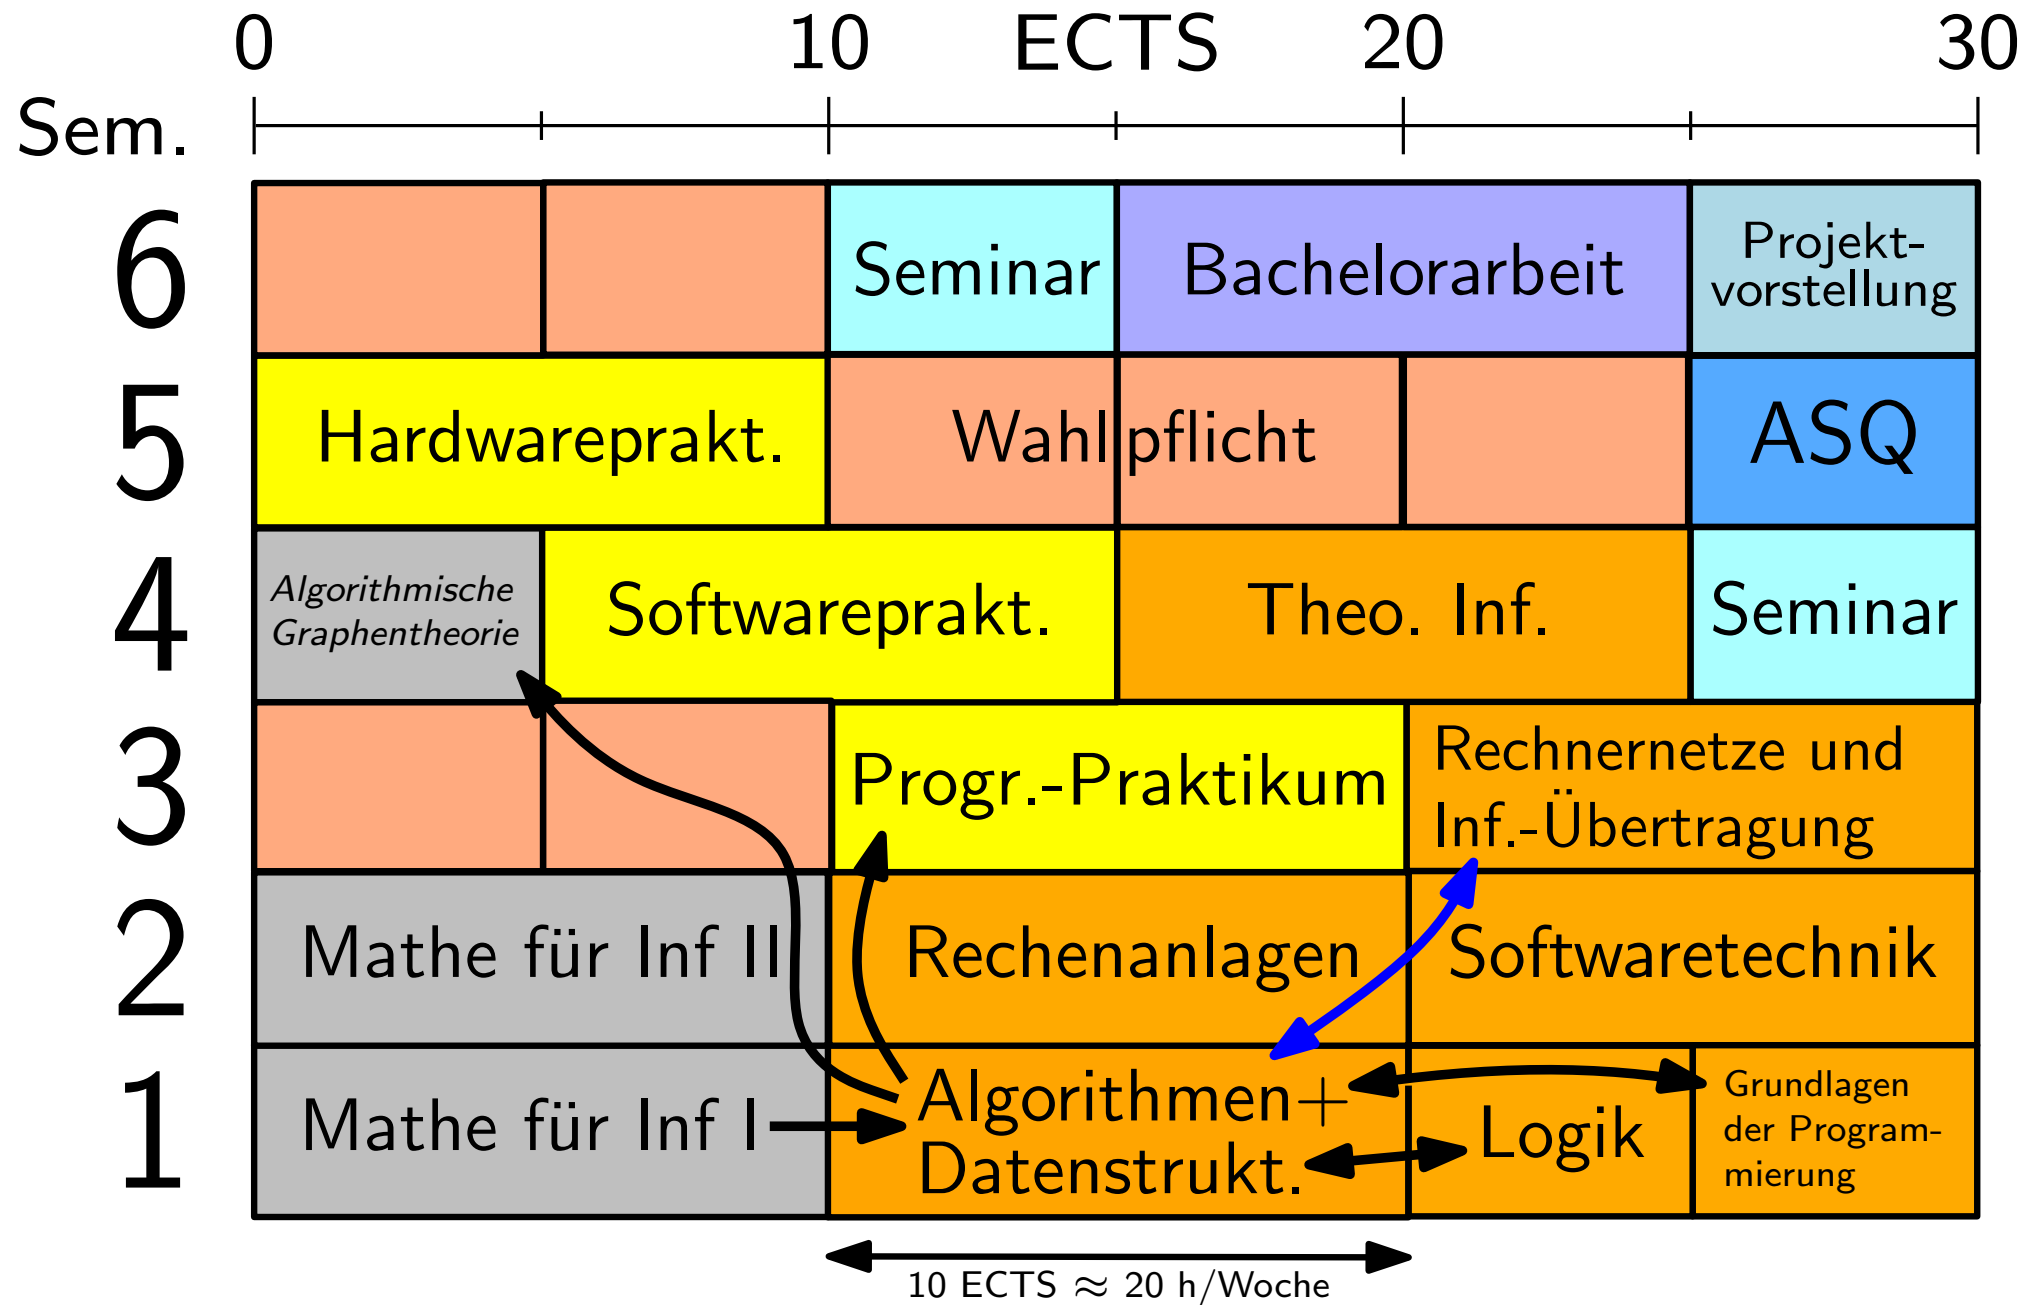 0 10 ECTS 20 30
Sem.
6 Seminar Bachelorarbeit Projekt-
vorstellung
5 Hardwareprakt. Wahlpflicht ASQ
4 Algorithmische
Graphentheorie
Softwareprakt. Theo. Inf. Seminar
3 Progr.-Praktikum Rechnernetze und
Inf.-Übertragung
2 Mathe für Inf II Rechenanlagen Softwaretechnik
1 Mathe für Inf I Algorithmen+
Datenstrukt.
Logik
Grundlagen
der Program-
mierung
10 ECTS ≈ 20 h/Woche